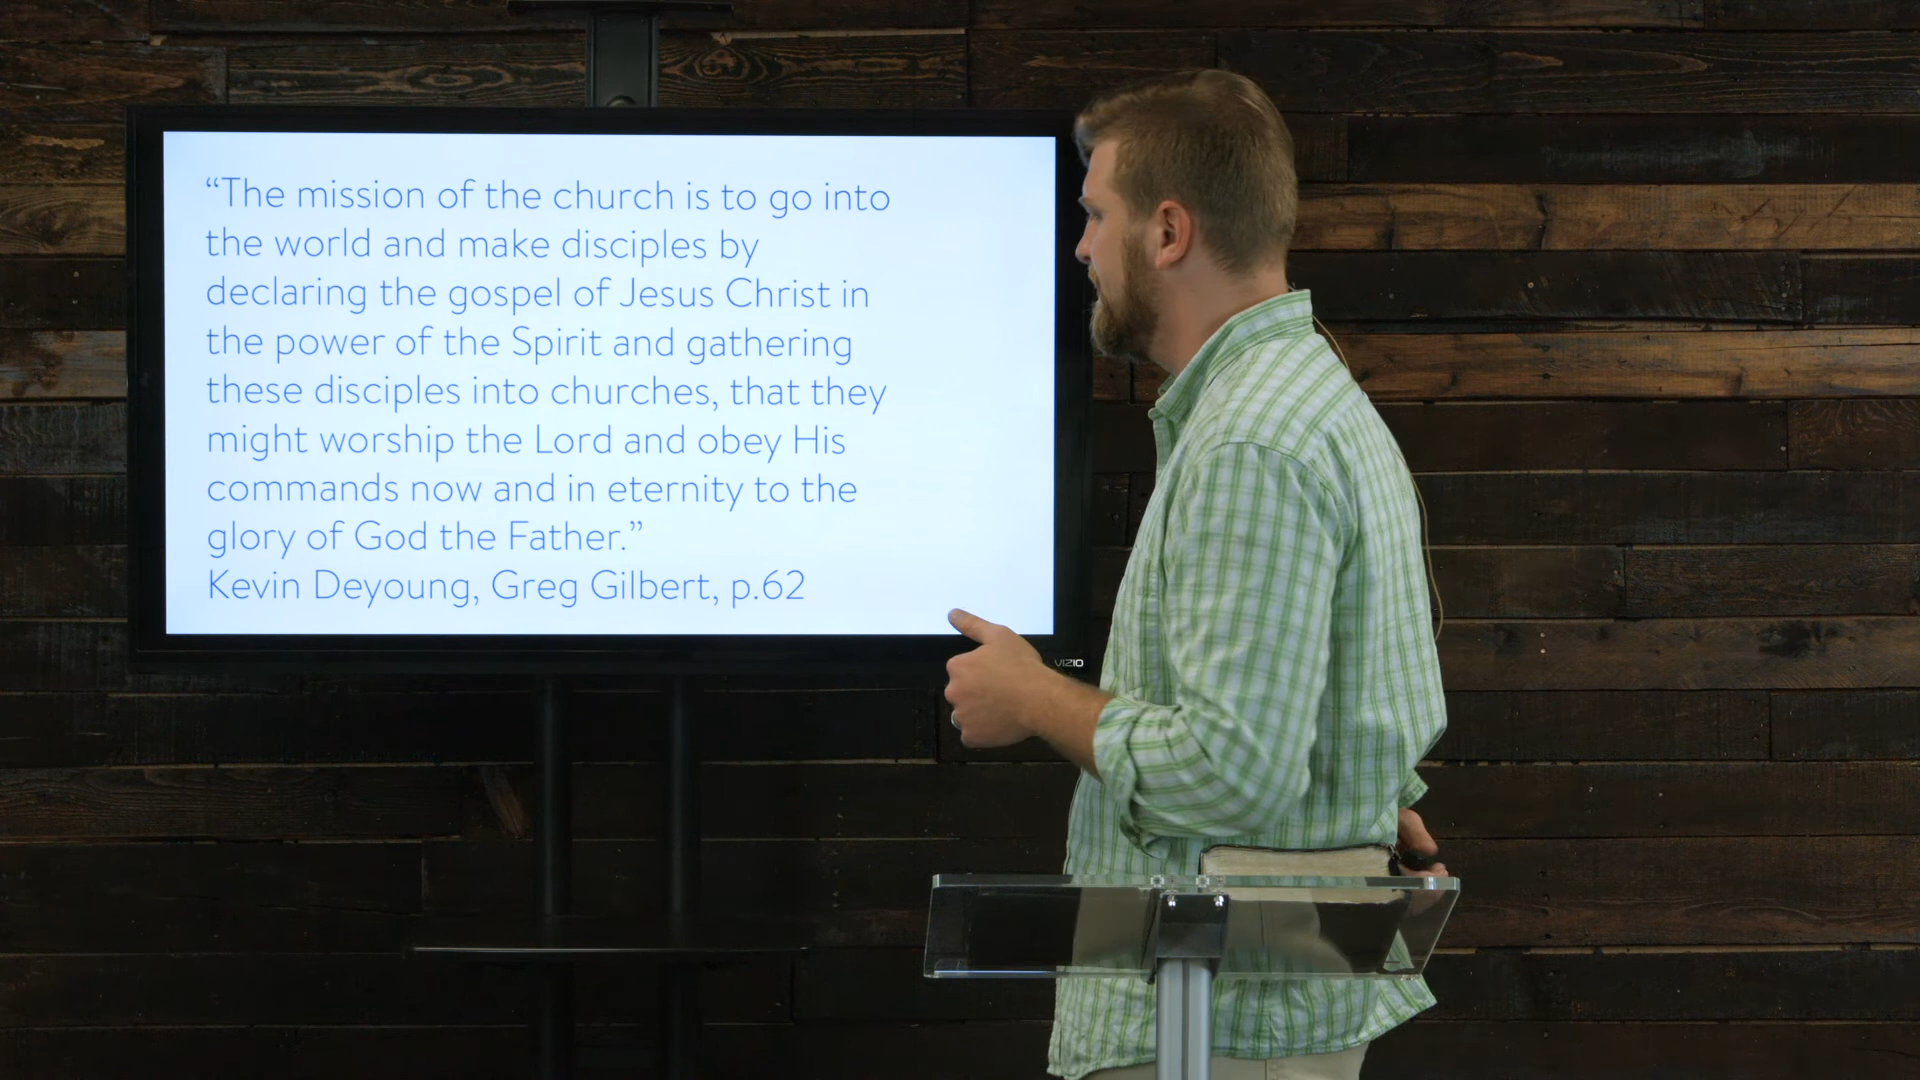 “The mission of the church is to go into
the world and make disciples by
declaring the gospel of Jesus Christ in
the power of the Spirit and gathering
these disciples into churches, that they
might worship the Lord and obey His
commands now and in eternity to the
glory of God the Father.”
Kevin Deyoung, Greg Gilbert, p.62
VIZIO